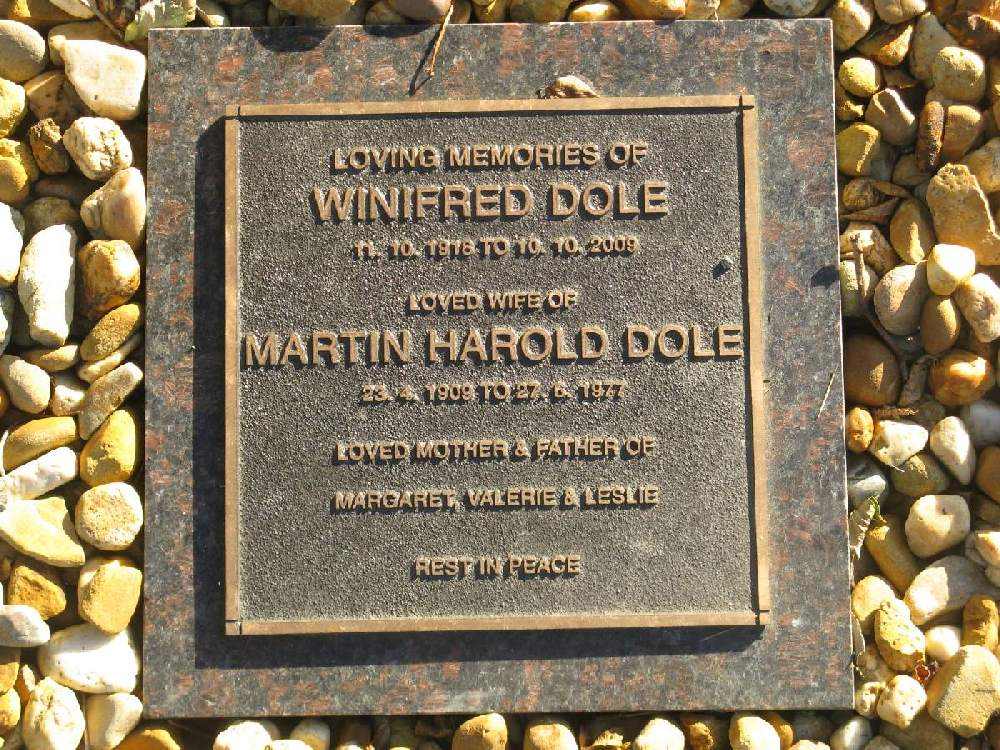 LOVING MEMORIES OF
WINIFRED DOLE
11. 10. 1918 TO 10. 10. 2009
LOVED WIFE OF
MARTIN HAROLD DOLE
23. 4. 1909 TO 27. 6. 1977
LOVED MOTHER & FATHER OF
MARGARET, VALERIE & LESLIE
REST IN PEACE